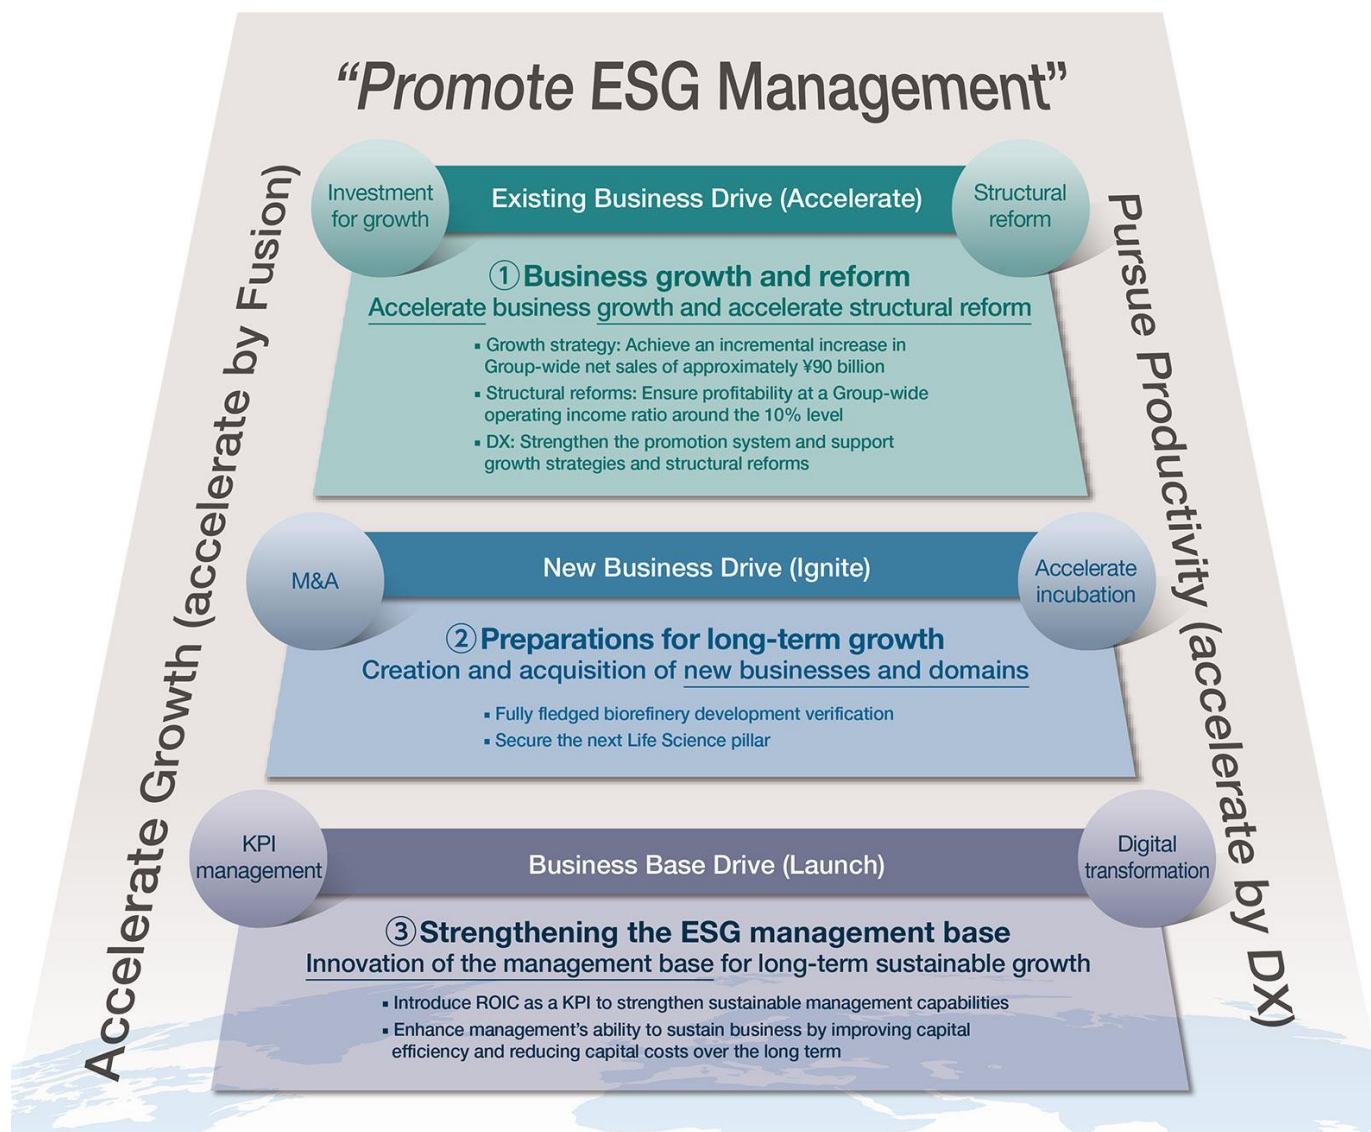 “Promote ESG Management”
Accelerate Growth (accelerate by Fusion)
Pursue Productivity (accelerate by DX)
Investment
for growth
Existing Business Drive (Accelerate)
Structural
reform
①Business growth and reform
Accelerate business growth and accelerate structural reform
▪ Growth strategy: Achieve an incremental increase in
Group-wide net sales of approximately ¥90 billion
▪ Structural reforms: Ensure profitability at a Group-wide
operating income ratio around the 10% level
▪ DX: Strengthen the promotion system and support
growth strategies and structural reforms
M&A
New Business Drive (Ignite)
Accelerate
incubation
②Preparations for long-term growth
Creation and acquisition of new businesses and domains
▪ Fully fledged biorefinery development verification
▪ Secure the next Life Science pillar
KPI
management
Business Base Drive (Launch)
Digital
transformation
③Strengthening the ESG management base
Innovation of the management base for long-term sustainable growth
▪ Introduce ROIC as a KPI to strengthen sustainable management capabilities
▪ Enhance management’s ability to sustain business by improving capital
efficiency and reducing capital costs over the long term